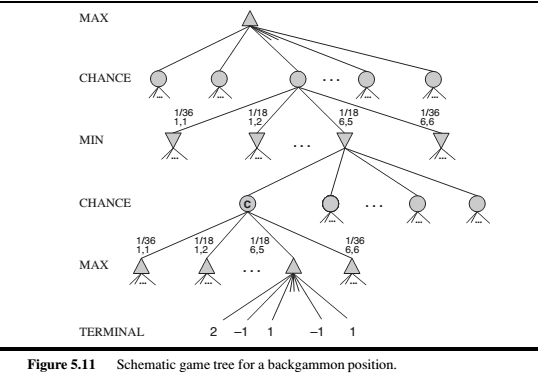 MAX
CHANCE
. . .
1/36 1/18 1/18 1/36
1,1 1,2 6,5 6,6
MIN
. . .
CHANCE
C
. . .
1/36 1/18 1/18 1/36
1,1 1,2 6,5 6,6
MAX
. . .
TERMINAL 2 –1 1 –1 1
Figure 5.11 Schematic game tree for a backgammon position.